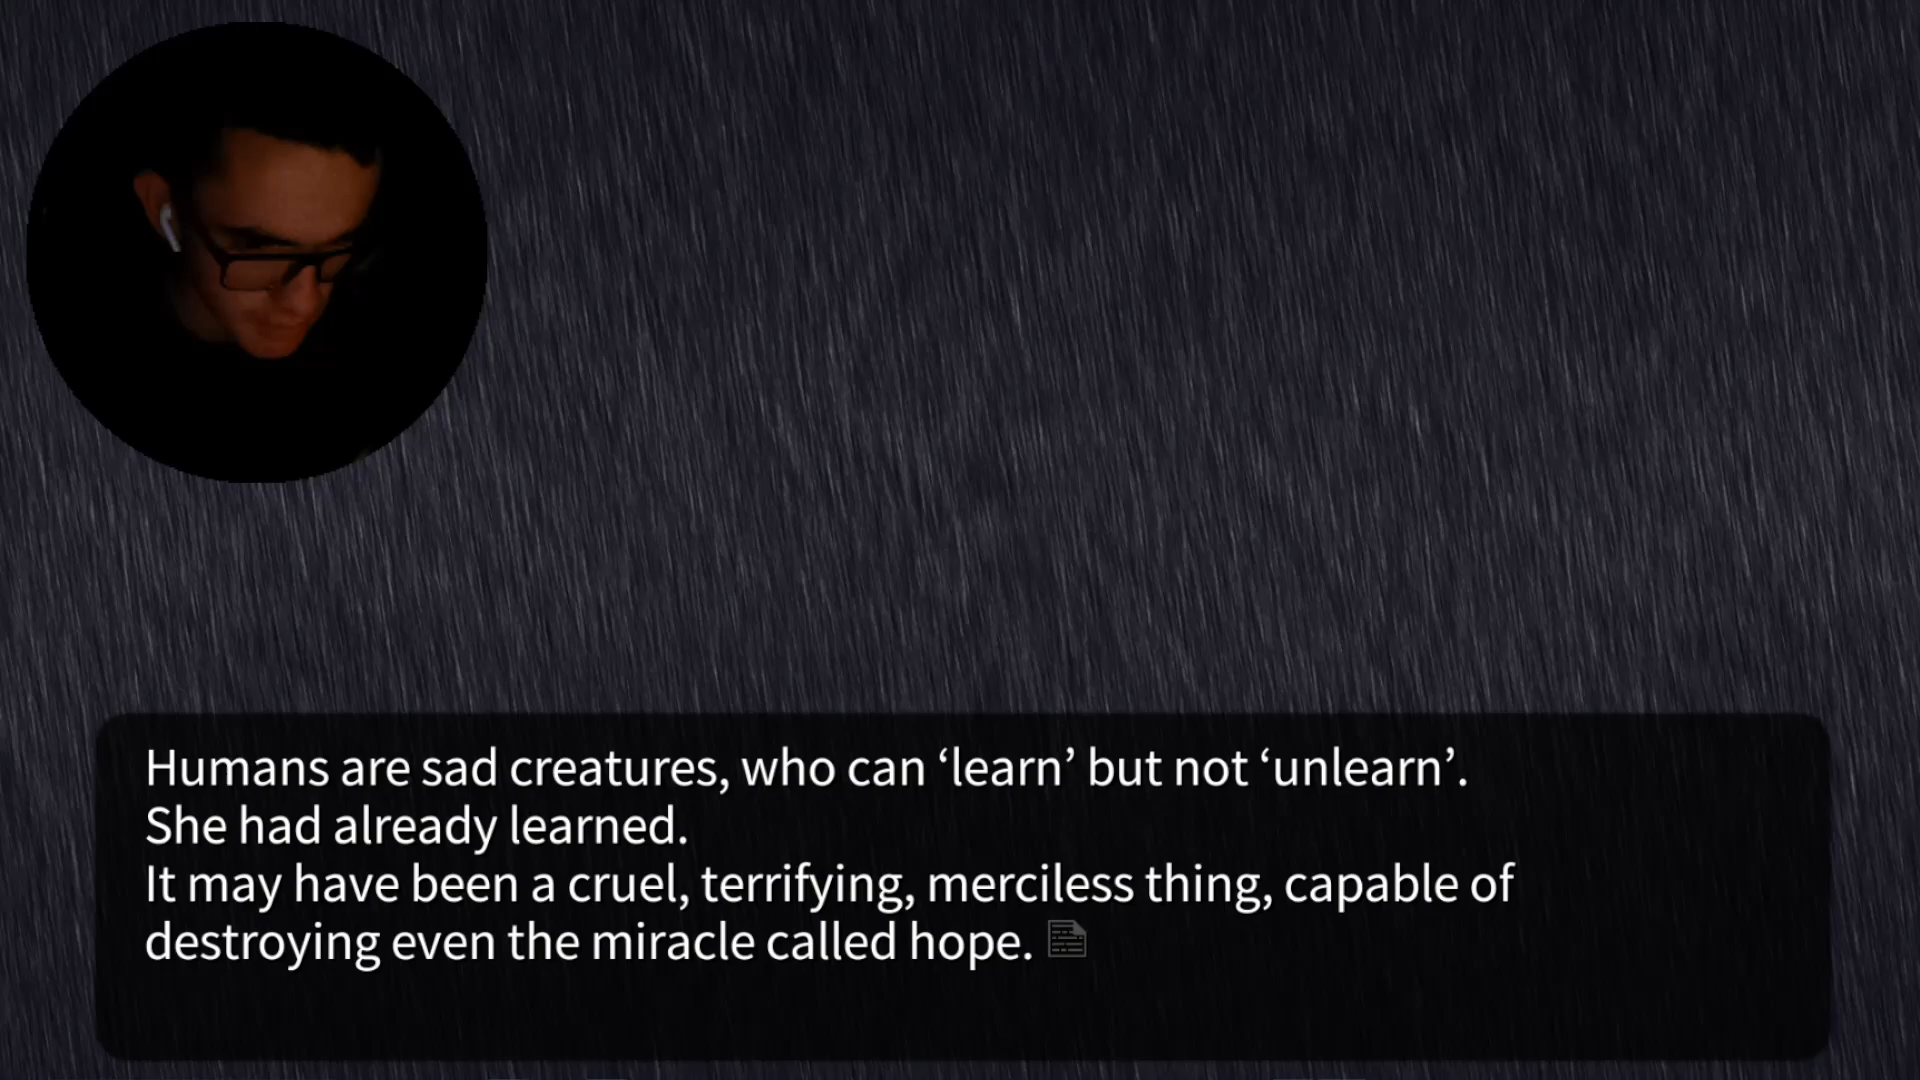 Humans are sad creatures, who can ‘learn’ but not ‘unlearn’.
She had already learned.
It may have been a cruel, terrifying, merciless thing, capable of
destroying even the miracle called hope.